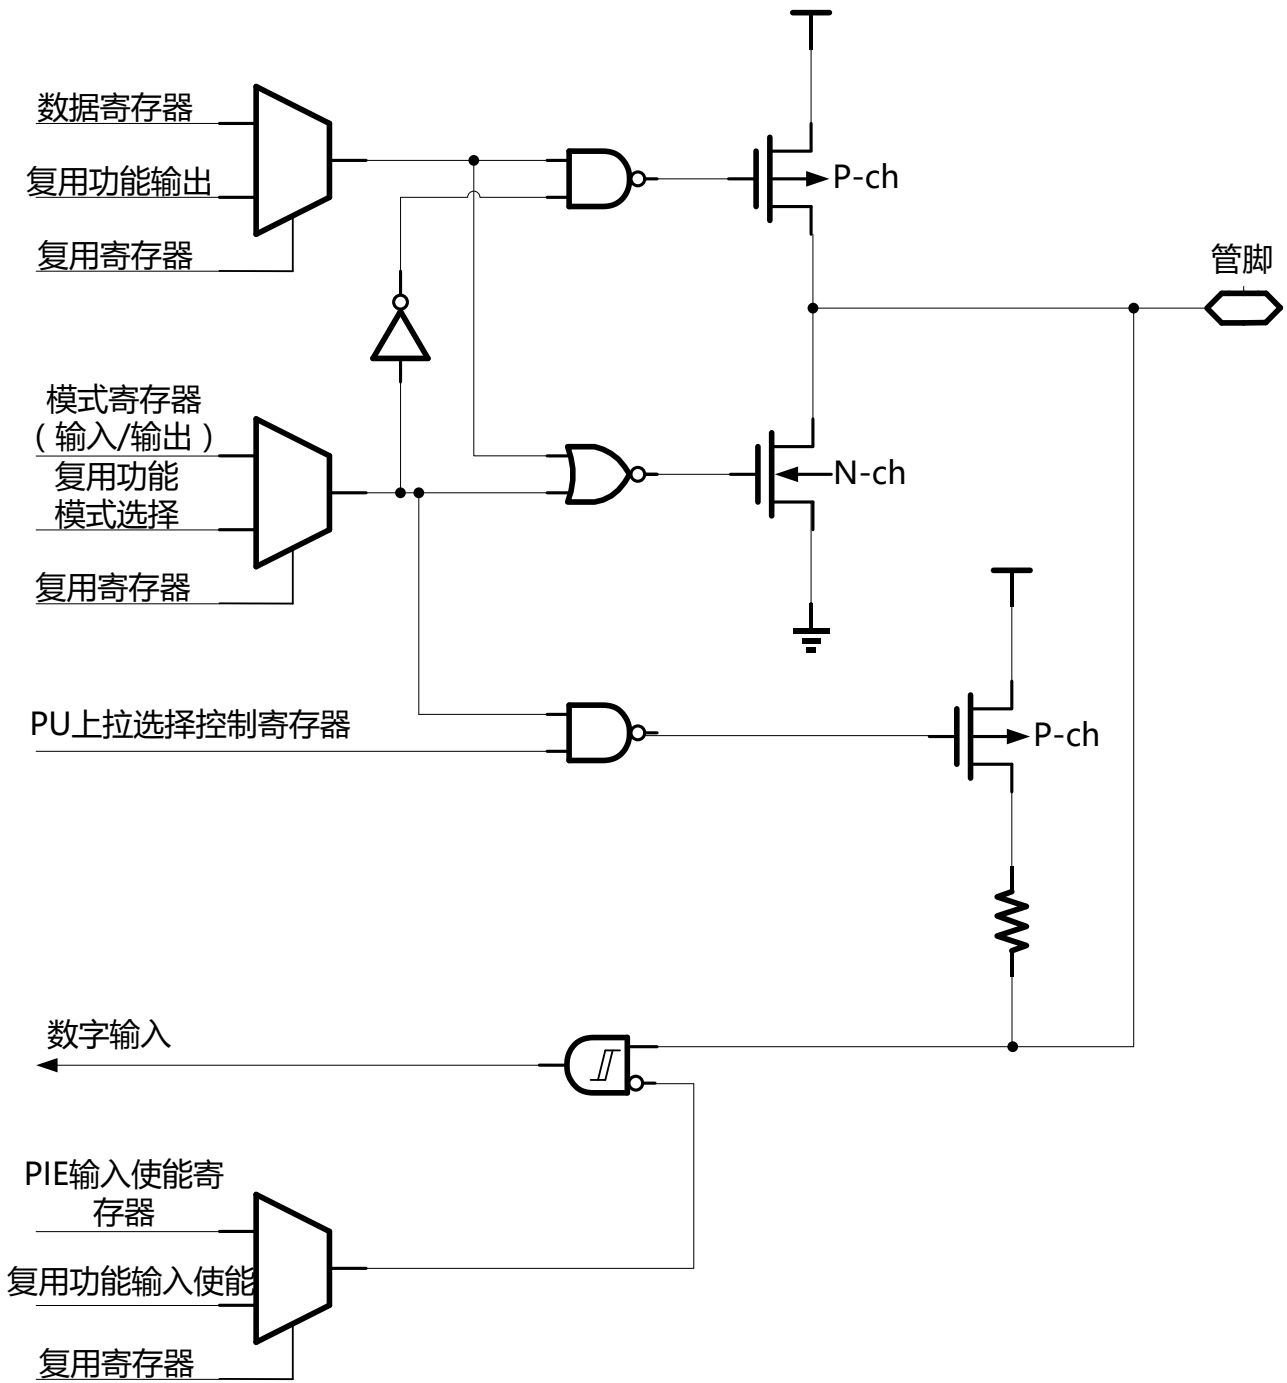 数据寄存器
复用功能输出
复用寄存器
P-ch
管脚
模式寄存器
（输入/输出）
复用功能
模式选择
复用寄存器
N-ch
PU上拉选择控制寄存器
P-ch
数字输入
PIE输入使能寄
存器
复用功能输入使能
复用寄存器